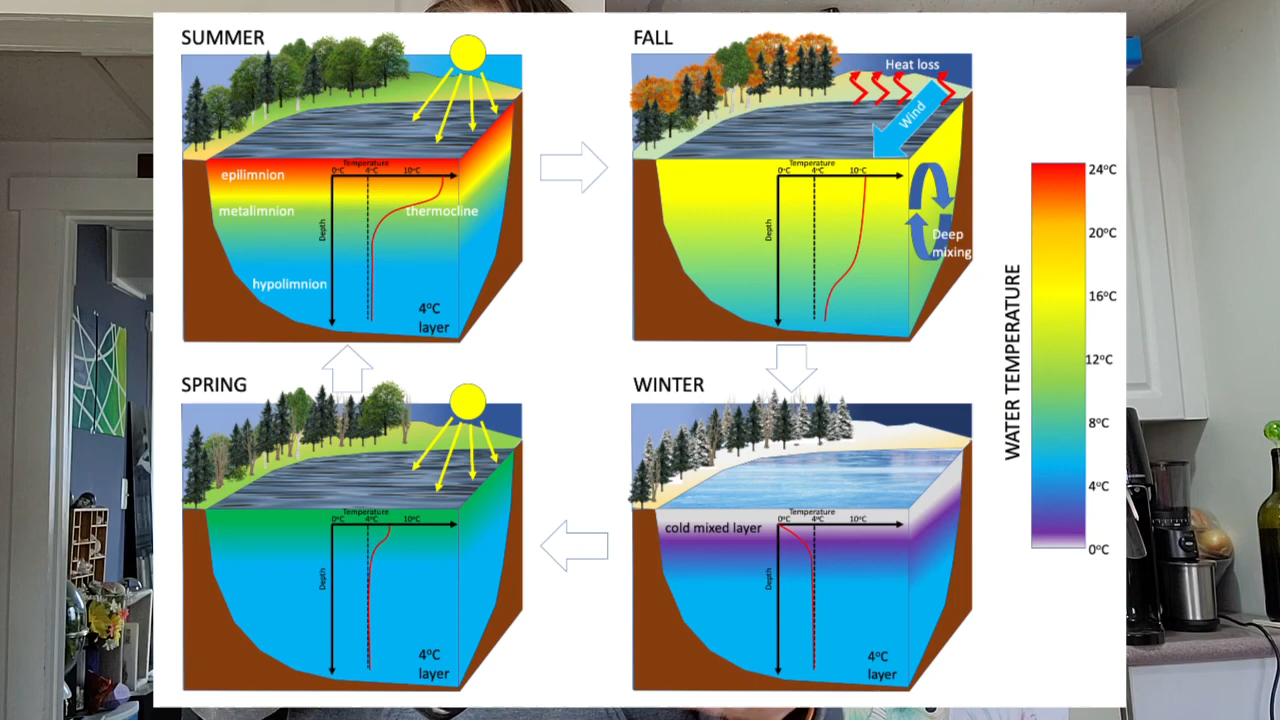 SUMMER
Temperature
0°C 4°C 10°C
epilimnion
metalimnion
thermocline
Depth
hypolimnion
4°C
layer
FALL
Heat loss
Wind
Temperature
0°C 4°C 10°C
Depth
Deep
mixing
SPRING
Temperature
0°C 4°C 10°C
Depth
4°C
layer
WINTER
Temperature
0°C 4°C 10°C
cold mixed layer
Depth
4°C
layer
WATER TEMPERATURE
24°C
20°C
16°C
12°C
8°C
4°C
0°C